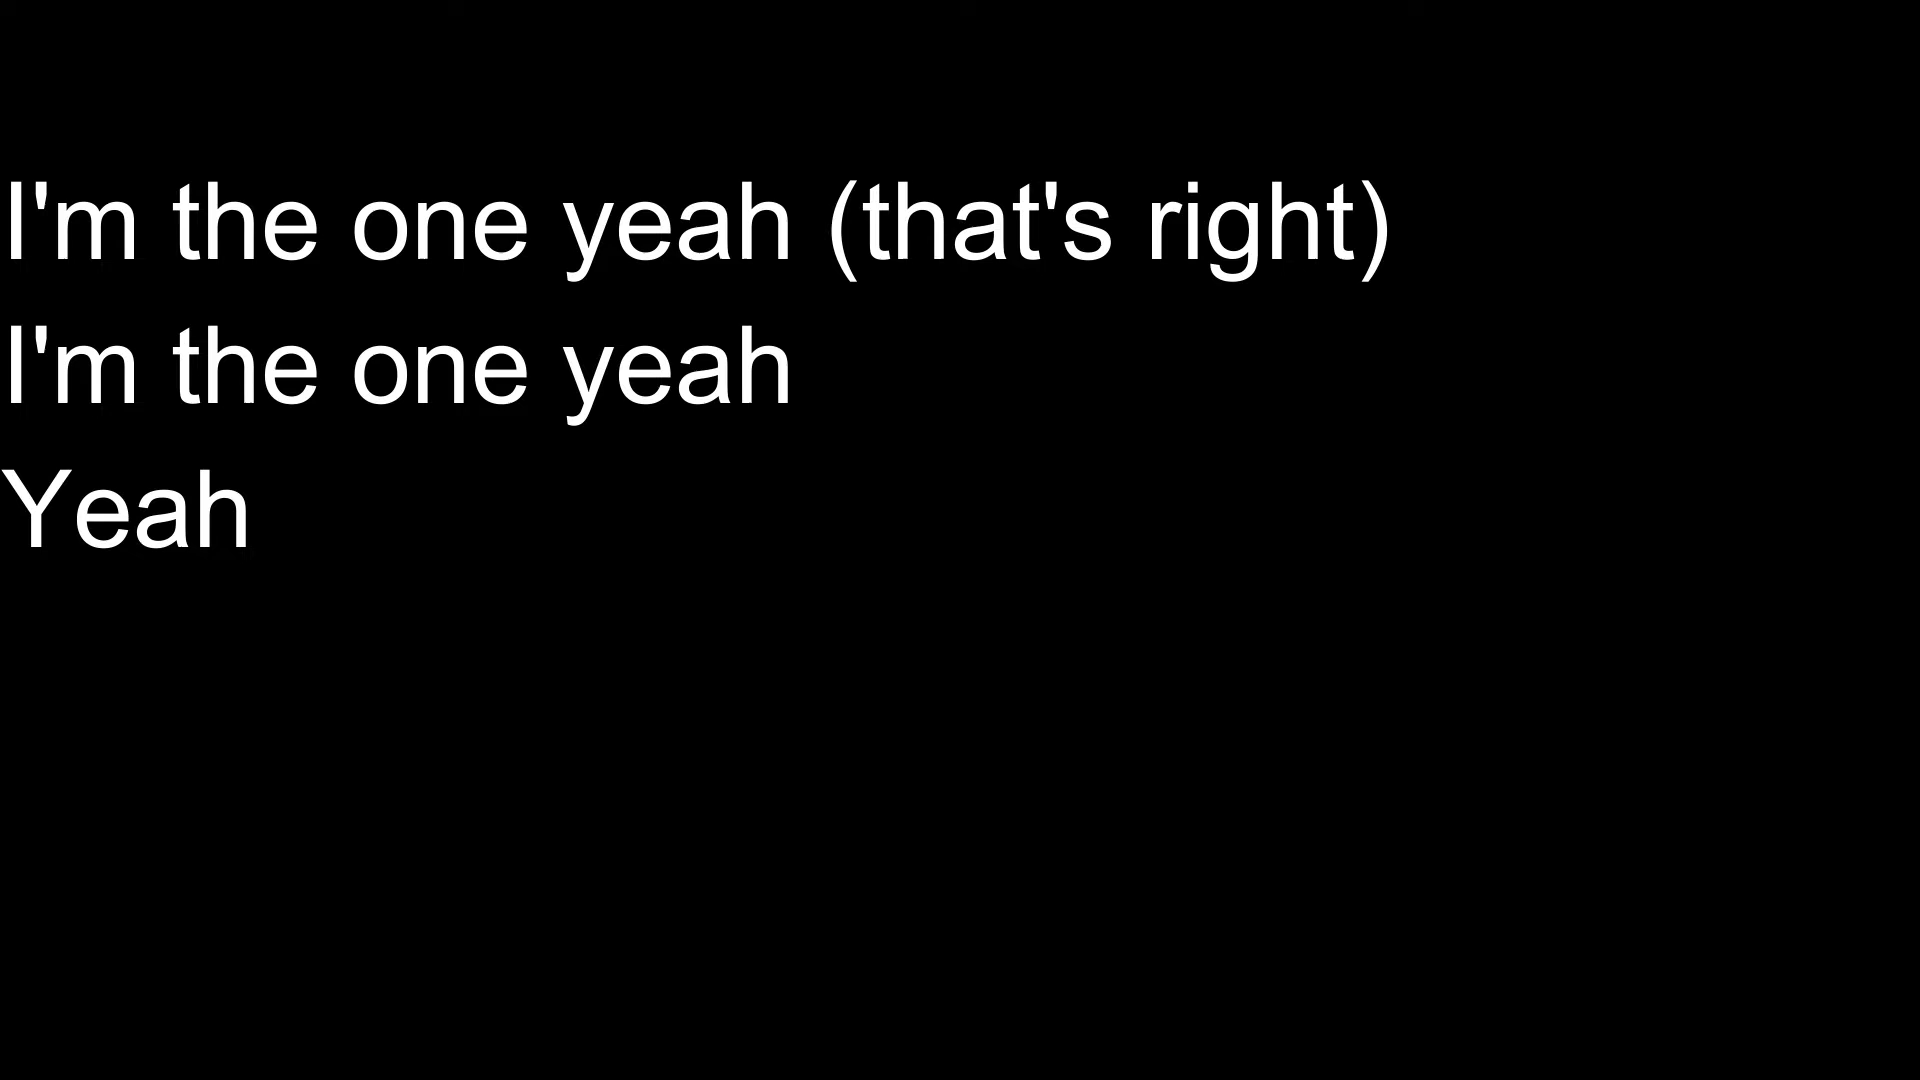 I'm the one yeah (that's right)
I'm the one yeah
Yeah